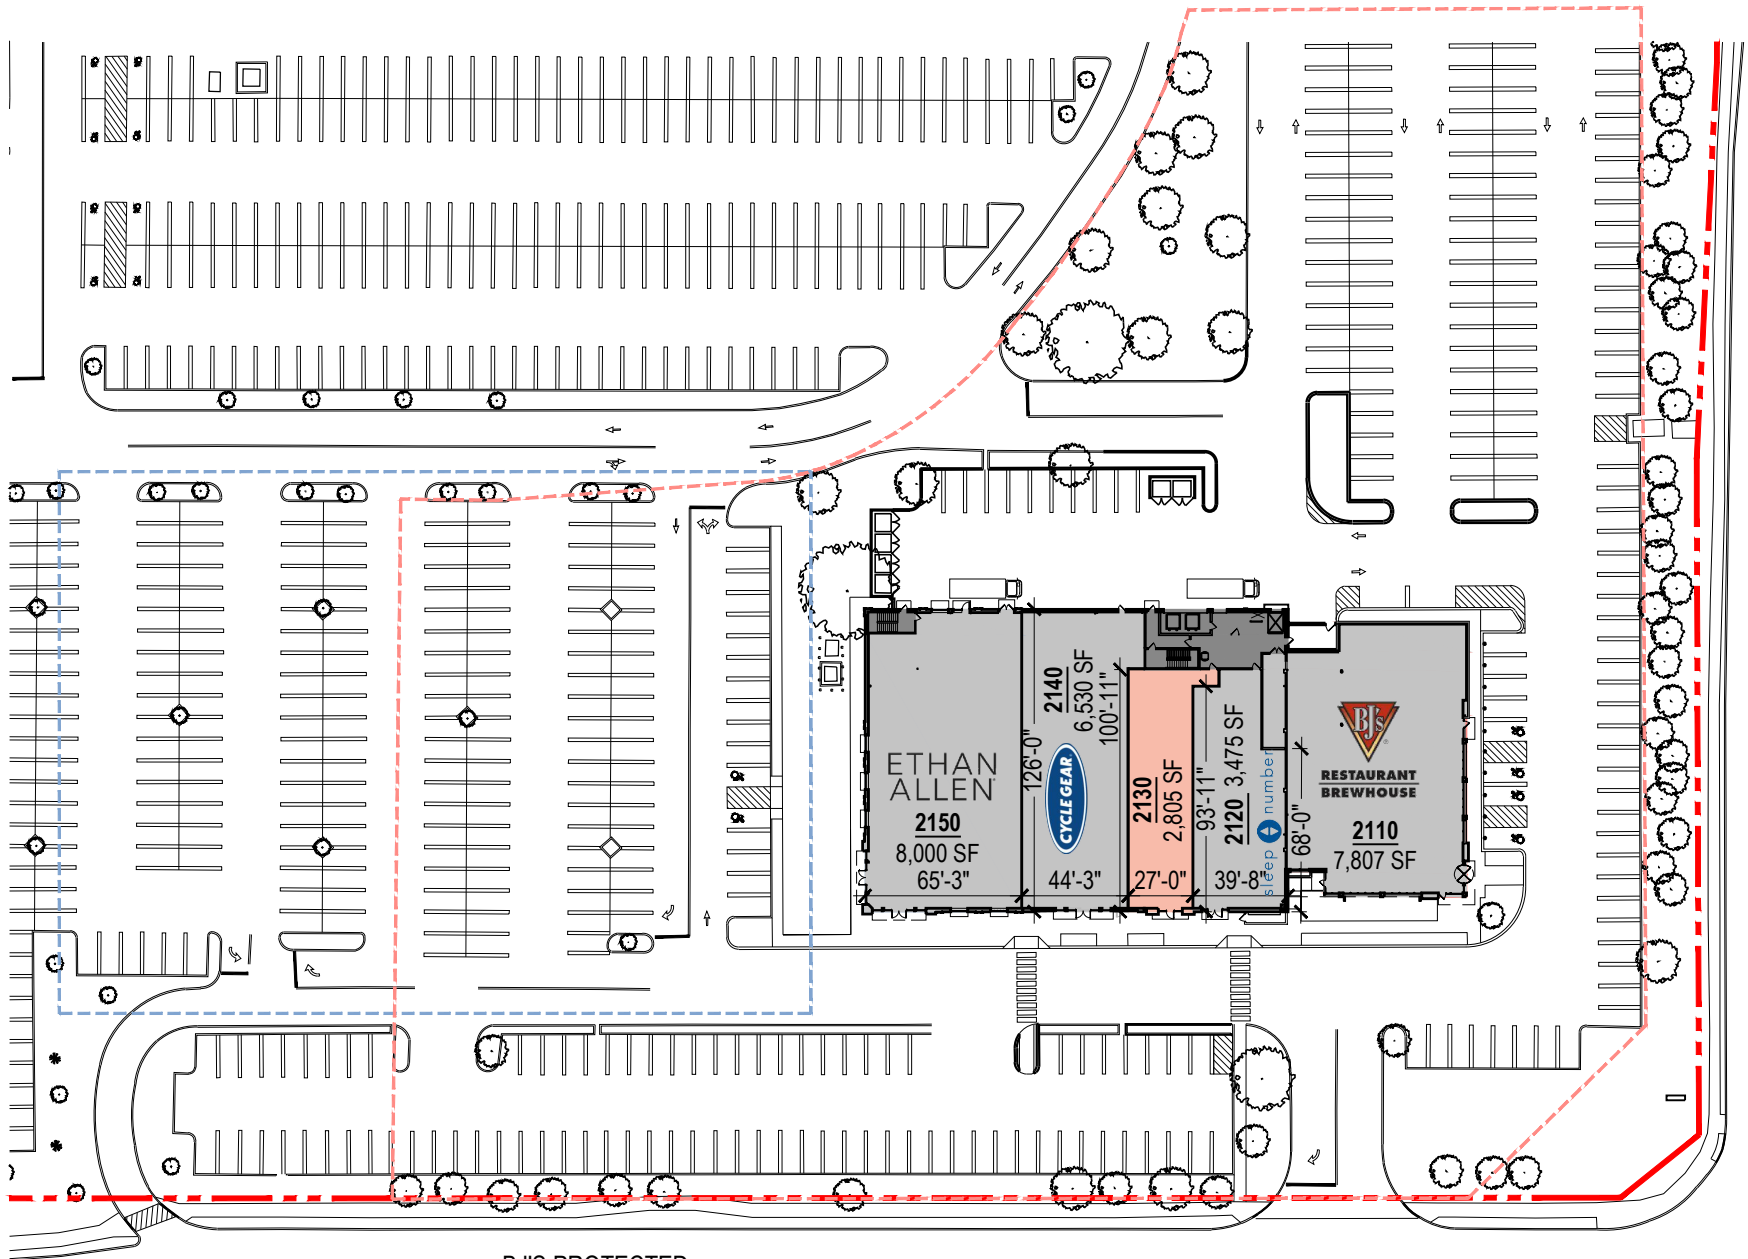 ETHAN
ALLEN
2150
8,000 SF
65'-3"
126'-0"
2140
6,530 SF
100'-11"
CYCLE GEAR
44'-3"
2130
2,805 SF
27'-0"
93'-11"
2120 3,475 SF
sleep number
39'-8"
68'-0"
BJ's
RESTAURANT
BREWHOUSE
2110
7,807 SF
BJ'S PROTECTED